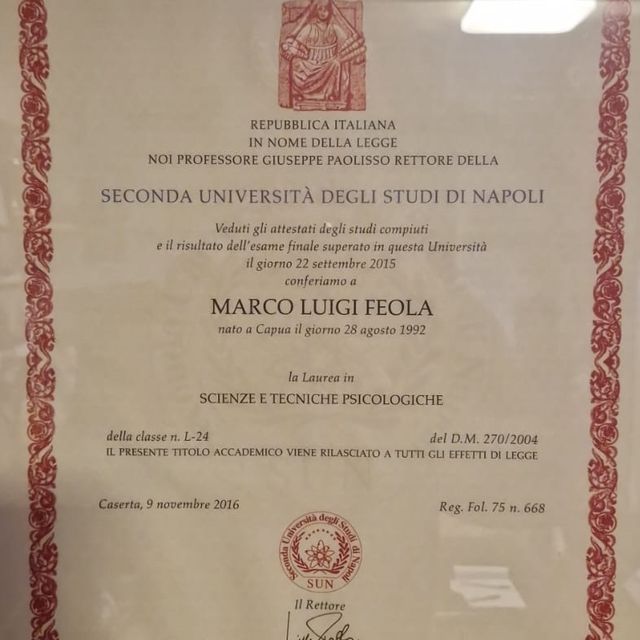 REPUBBLICA ITALIANA
IN NOME DELLA LEGGE
NOI PROFESSORE GIUSEPPE PAOLISSO RETTORE DELLA
SECONDA UNIVERSITÀ DEGLI STUDI DI NAPOLI
Veduti gli attestati degli studi compiuti
e il risultato dell'esame finale superato in questa Università
il giorno 22 settembre 2015
conferiamo a
MARCO LUIGI FEOLA
nato a Capua il giorno 28 agosto 1992
la Laurea in
SCIENZE E TECNICHE PSICOLOGICHE
della classe n. L-24 del D.M. 270/2004
IL PRESENTE TITOLO ACCADEMICO VIENE RILASCIATO A TUTTI GLI EFFETTI DI LEGGE
Caserta, 9 novembre 2016 Reg. Fol. 75 n. 668
Seconda Università degli Studi di Napoli
SUN
Il Rettore